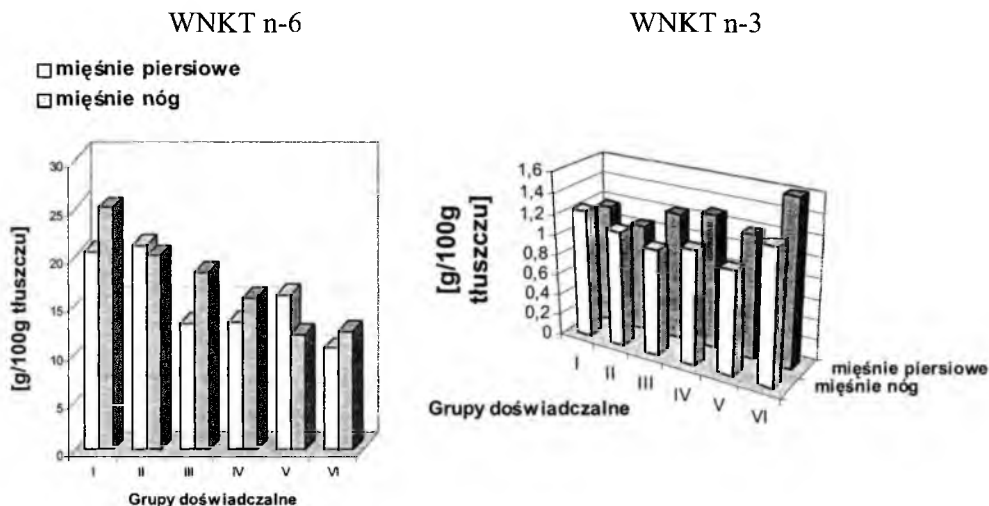 WNKT n-6
mięśnie piersiowe
mięśnie nóg
[g/100g tłuszczu]
30
25
20
15
10
5
0
I II III IV V VI
Grupy doświadczalne
WNKT n-3
[g/100g
tłuszczu]
1,6
1,4
1,2
1
0,8
0,6
0,4
0,2
0
I II III IV V VI
mięśnie piersiowe
mięśnie nóg
Grupy doświadczalne